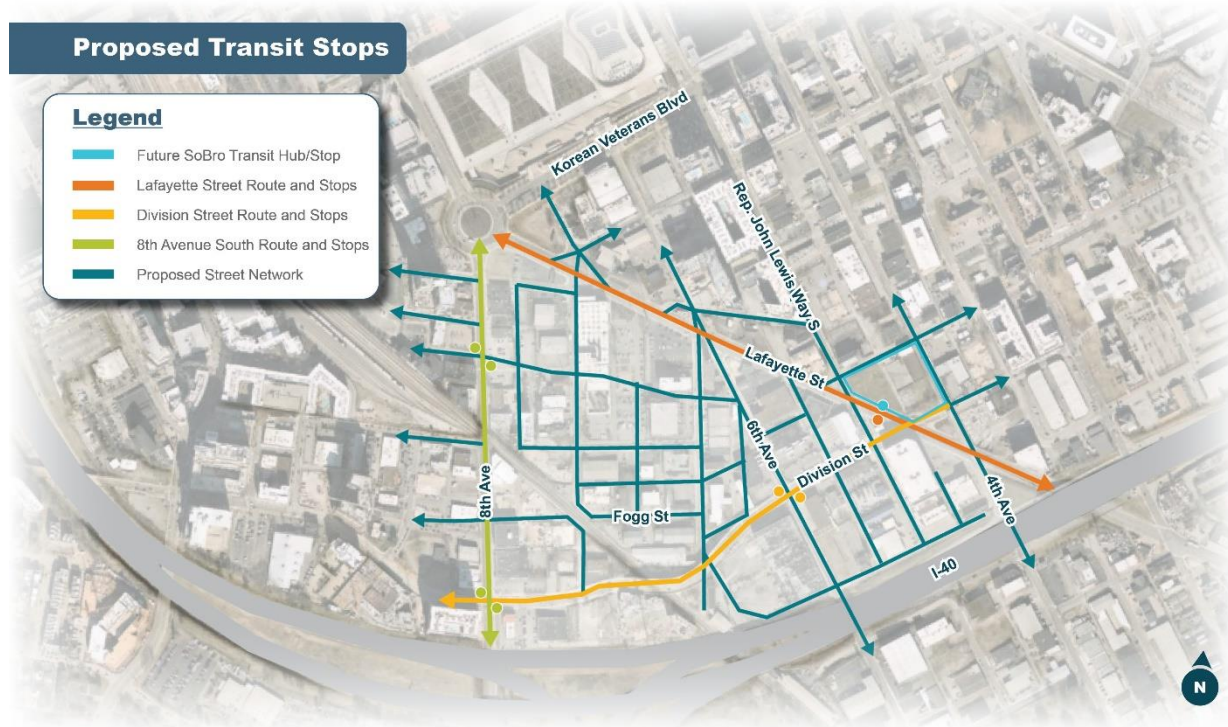 Proposed Transit Stops
Legend
Future SoBro Transit Hub/Stop
Lafayette Street Route and Stops
Division Street Route and Stops
8th Avenue South Route and Stops
Proposed Street Network
Korean Veterans Blvd
Rep. John Lewis Way S
Lafayette St
6th Ave
Division St
8th Ave
Fogg St
4th Ave
I-40
N